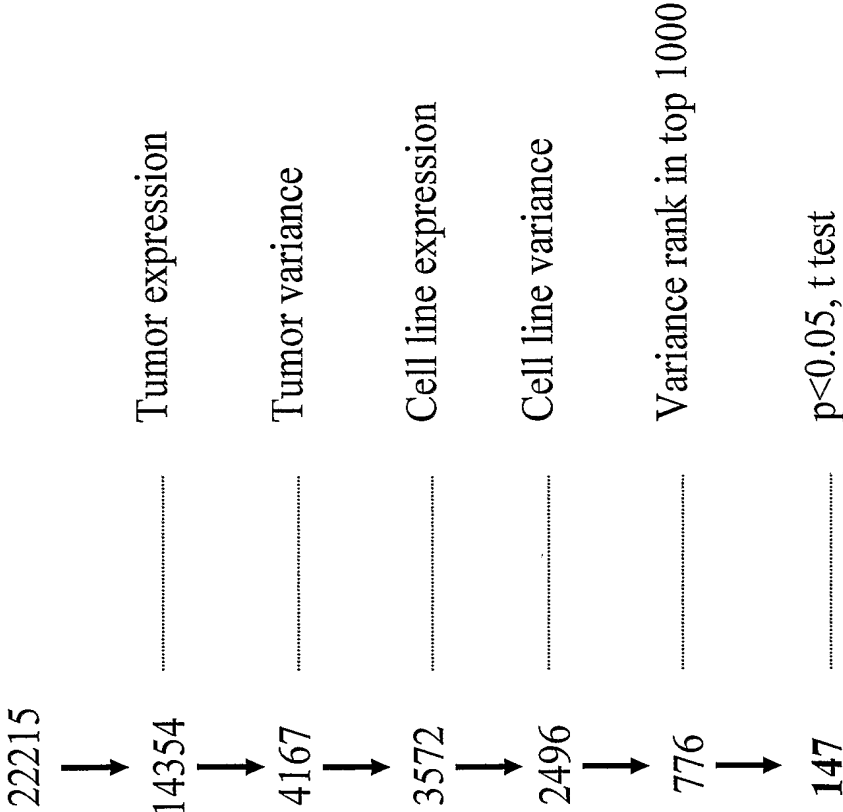 22215
14354 Tumor expression
4167 Tumor variance
3572 Cell line expression
2496 Cell line variance
776 Variance rank in top 1000
147 p<0.05, t test